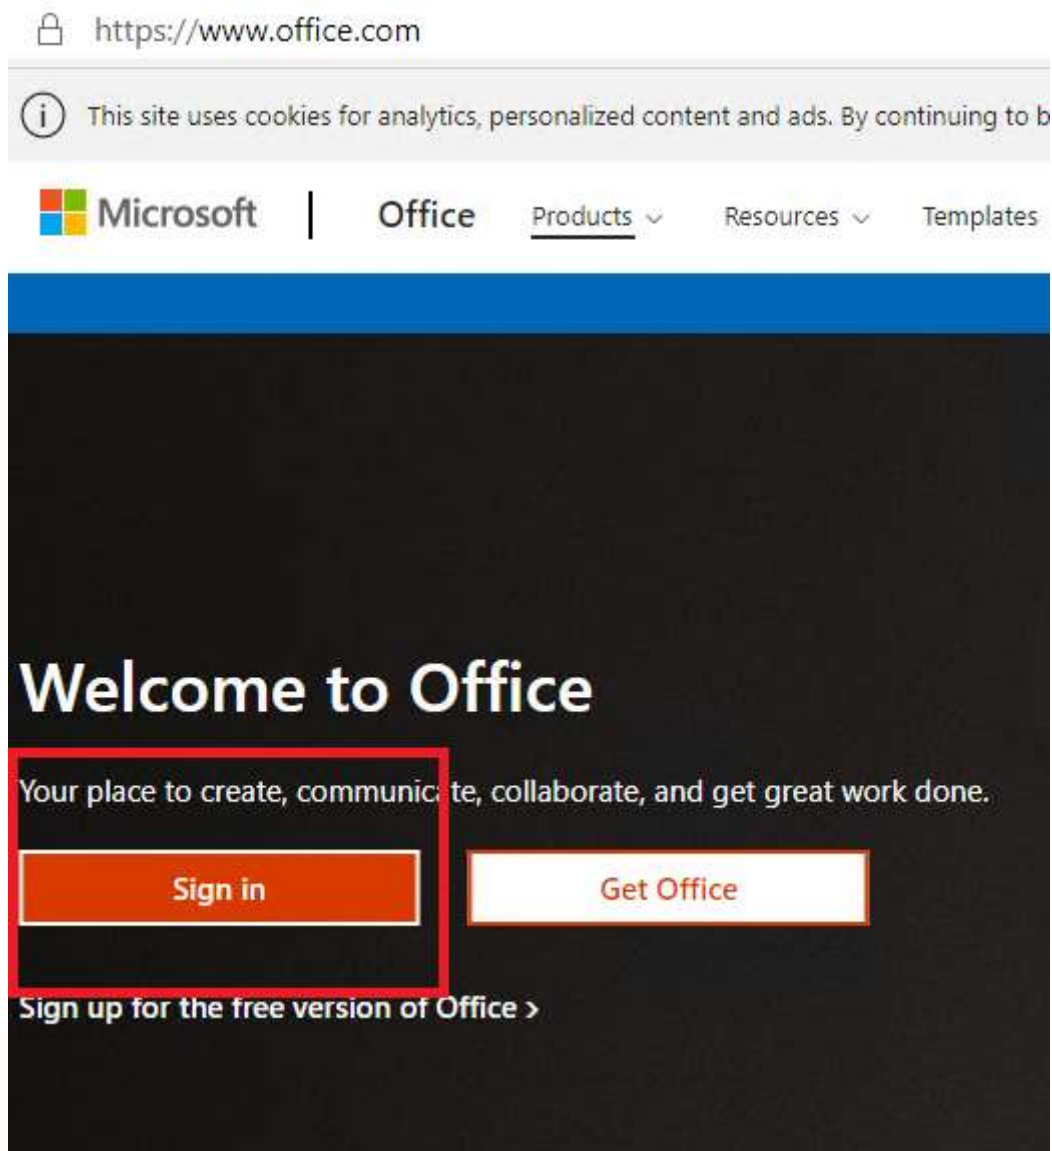 https://www.office.com
This site uses cookies for analytics, personalized content and ads. By continuing to b
Microsoft | Office Products Resources Templates
Welcome to Office
Your place to create, communicate, collaborate, and get great work done.
Sign in Get Office
Sign up for the free version of Office >